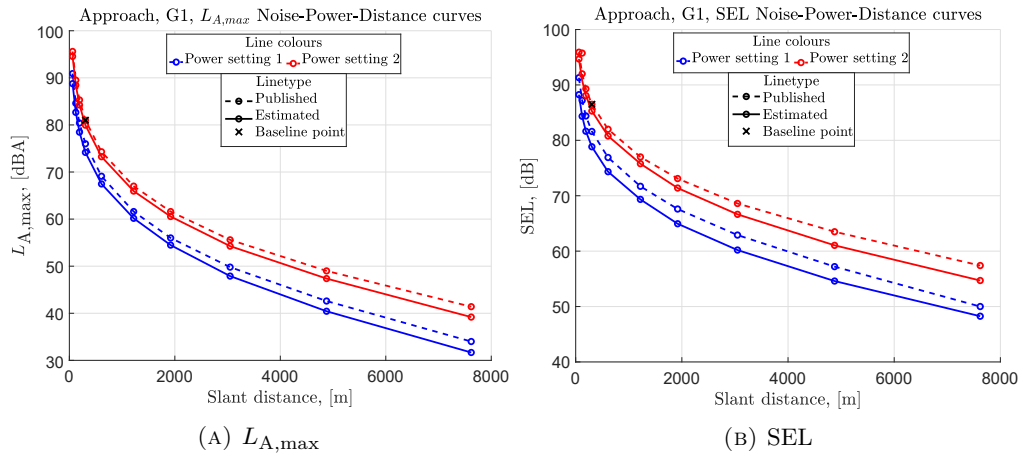 Approach, G1, L_{A,max} Noise-Power-Distance curves
Line colours
Power setting 1 Power setting 2
Linetype
Published
Estimated
Baseline point
L_{A,max}, [dBA]
100
90
80
70
60
50
40
30
0 2000 4000 6000 8000
Slant distance, [m]
(A) L_{A,max}
Approach, G1, SEL Noise-Power-Distance curves
Line colours
Power setting 1 Power setting 2
Linetype
Published
Estimated
Baseline point
SEL, [dB]
100
90
80
70
60
50
40
0 2000 4000 6000 8000
Slant distance, [m]
(B) SEL